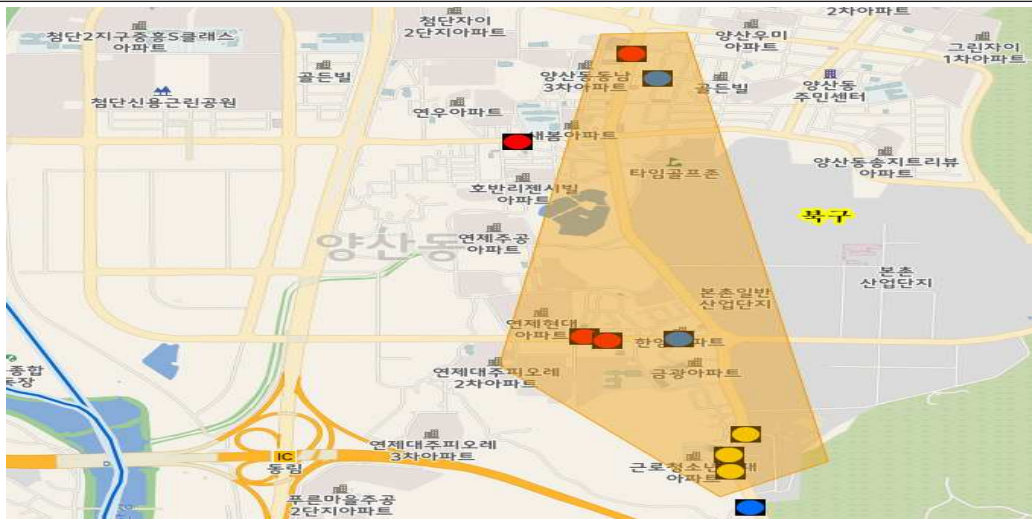 2차아파트
첨단자이
2단지아파트
첨단2지구중흥S클래스
아파트
양산우미
아파트
그린자이
1차아파트
골든빌
양산동동남
3차아파트
골든빌
양산동
주민센터
첨단신용근린공원
연우아파트
새봄아파트
양산동송지트리뷰
아파트
타임골프존
호반리젠시빌
아파트
북구
양산동
연제주공
아파트
본촌
산업단지
본촌일반
산업단지
연제현대
아파트
한양아파트
연제대주피오레
2차아파트
금광아파트
연제대주피오레
3차아파트
IC
동림
근로청소년
아파트
푸른마을주공
2단지아파트